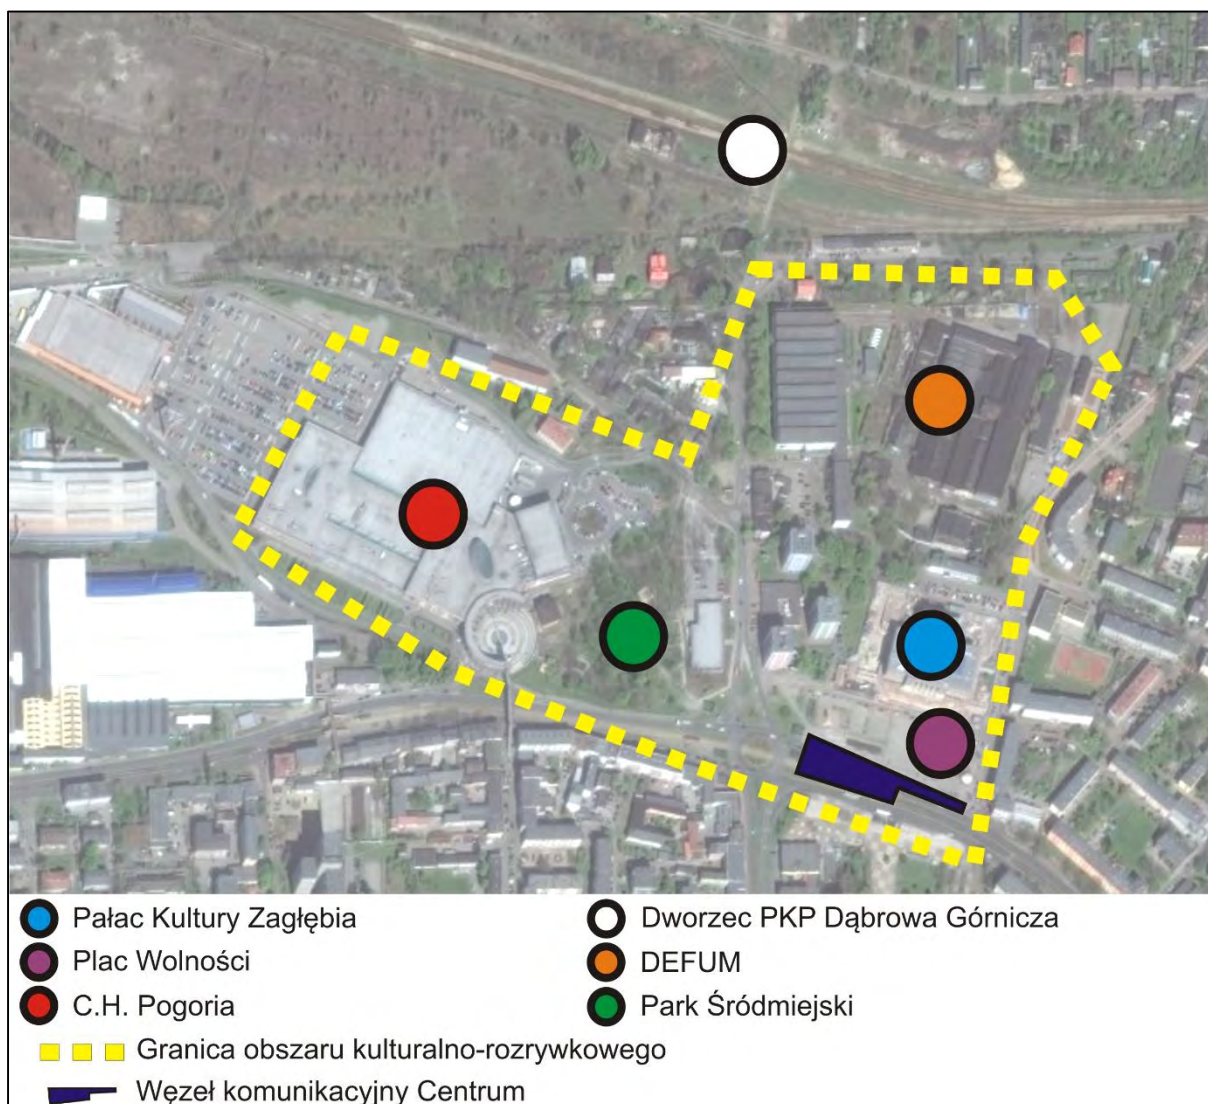 Pałac Kultury Zagłębia
Plac Wolności
C.H. Pogoria
Dworzec PKP Dąbrowa Górnicza
DEFUM
Park Śródmiejski
Granica obszaru kulturalno-rozrywkowego
Węzeł komunikacyjny Centrum